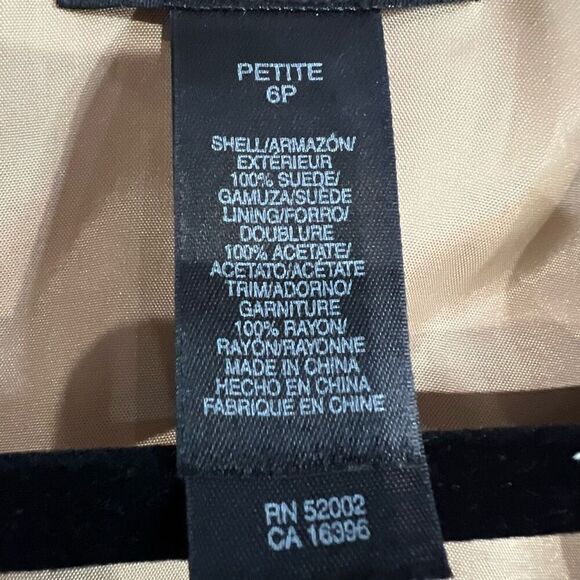 PETITE
6P
SHELL/ARMAZÓN/
EXTÉRIEUR
100% SUEDE/
GAMUZA/SUÈDE
LINING/FORRO/
DOUBLURE
100% ACETATE/
ACETATO/ACÉTATE
TRIM/ADORNO/
GARNITURE
100% RAYON/
RAYÓN/RAYONNE
MADE IN CHINA
HECHO EN CHINA
FABRIQUE EN CHINE
RN 52002
CA 16396